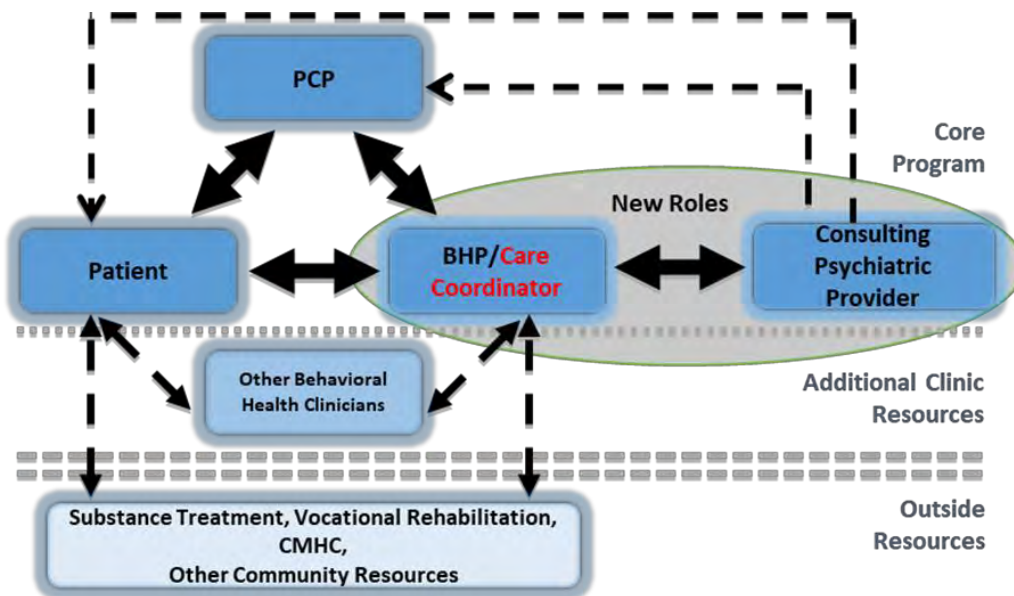 PCP
Core
Program
New Roles
Patient
BHP/Care
Coordinator
Consulting
Psychiatric
Provider
Other Behavioral
Health Clinicians
Additional Clinic
Resources
Substance Treatment, Vocational Rehabilitation,
CMHC,
Other Community Resources
Outside
Resources